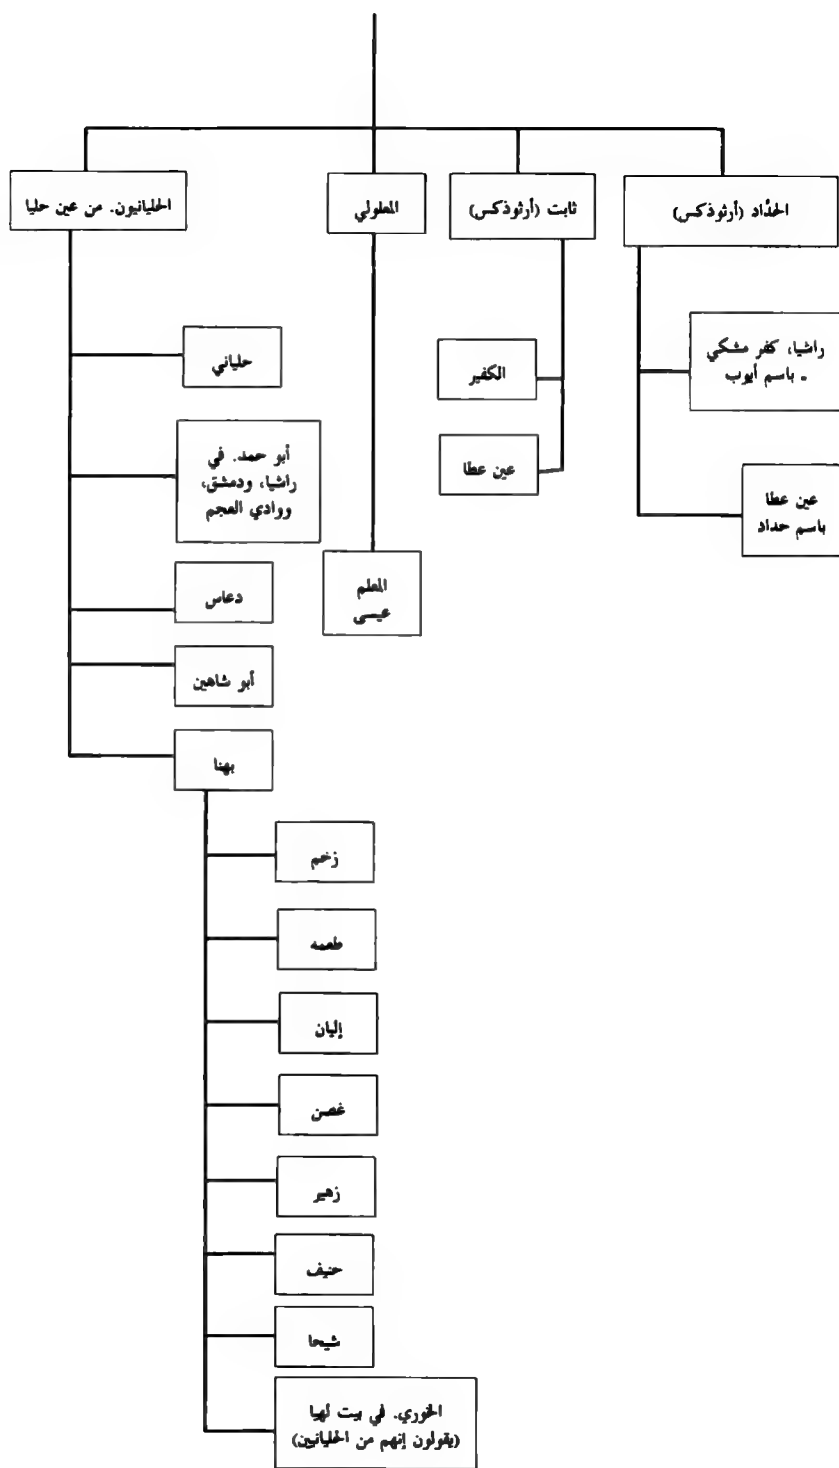 الحدّاد (أرثوذكس)
ثابت (أرثوذكس)
المعلولي
الحليانيون. من عين حليا
راشيا، كفر مشكي
ـ باسم أيوب
عين عطا
باسم حداد
الكفير
عين عطا
المعلم
عيسى
حلياني
أبو حمد. في
راشيا، ودمشق،
ووادي العجم
دعاس
أبو شاهين
بهنا
زخم
طعمه
إليان
غصن
زهير
حنيف
شيحا
الخوري. في بيت لهيا
(يقولون إنهم من الحليانيين)